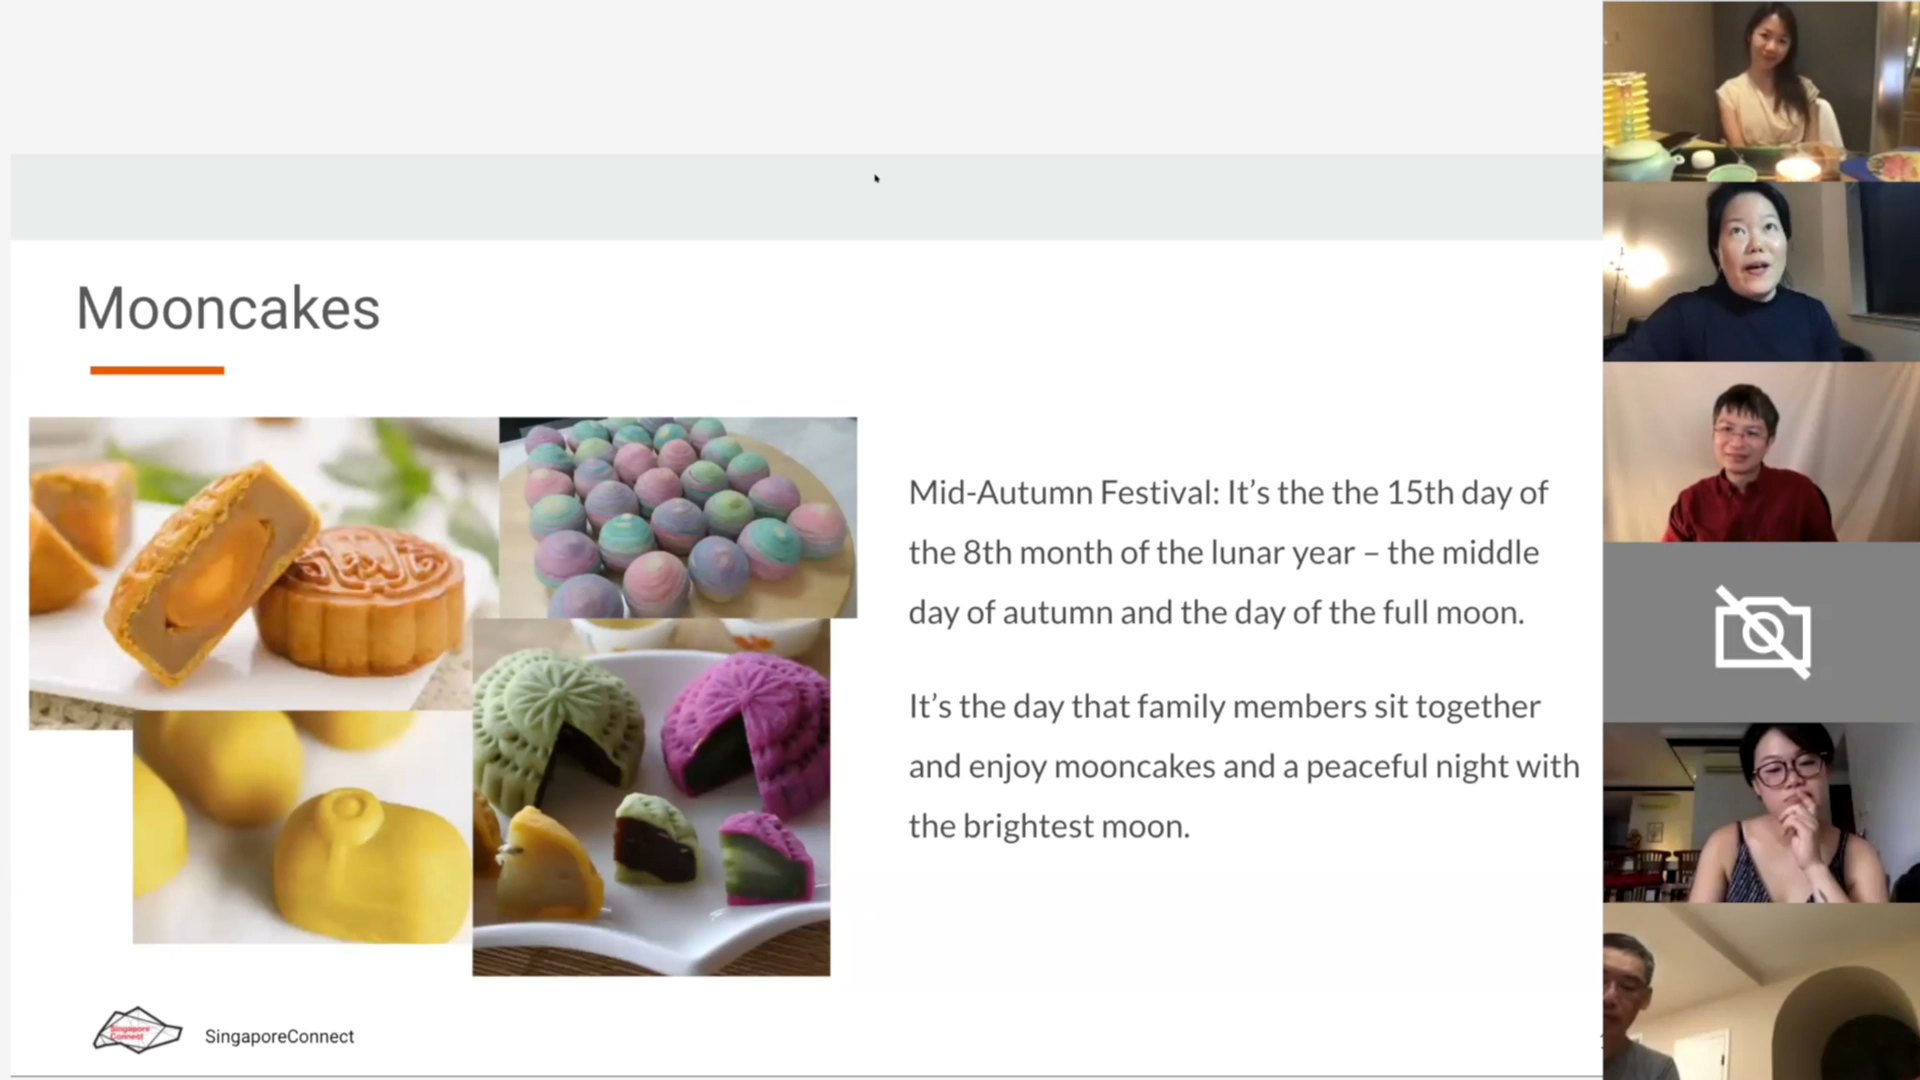 Mooncakes
Mid-Autumn Festival: It’s the the 15th day of
the 8th month of the lunar year – the middle
day of autumn and the day of the full moon.
It’s the day that family members sit together
and enjoy mooncakes and a peaceful night with
the brightest moon.
Singapore
Connect
SingaporeConnect